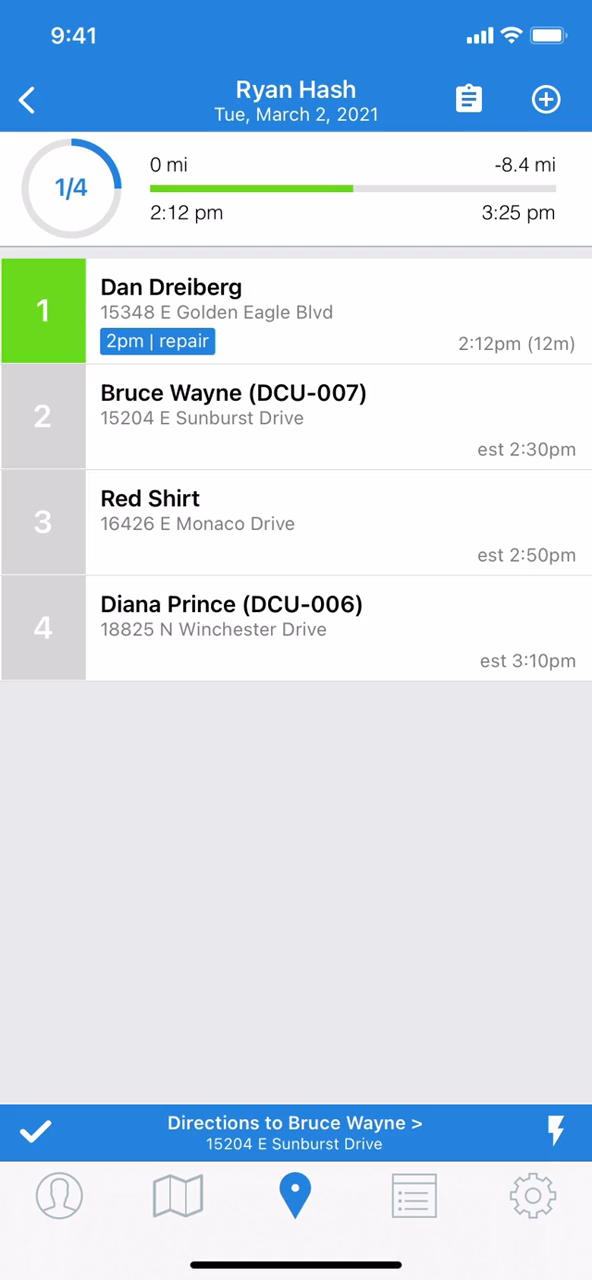 9:41
Ryan Hash
Tue, March 2, 2021
1/4
0 mi
-8.4 mi
2:12 pm
3:25 pm
1
Dan Dreiberg
15348 E Golden Eagle Blvd
2pm | repair
2:12pm (12m)
2
Bruce Wayne (DCU-007)
15204 E Sunburst Drive
est 2:30pm
3
Red Shirt
16426 E Monaco Drive
est 2:50pm
4
Diana Prince (DCU-006)
18825 N Winchester Drive
est 3:10pm
Directions to Bruce Wayne >
15204 E Sunburst Drive